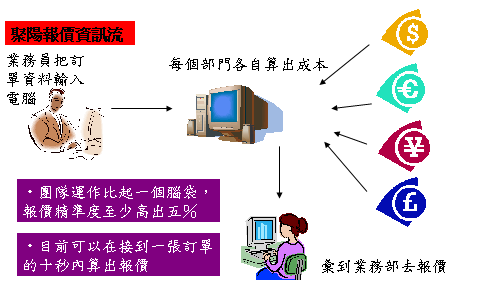 聚陽報價資訊流
業務員把訂
單資料輸入
電腦
每個部門各自算出成本
$
€
¥
£
‧團隊運作比起一個腦袋，
報價精準度至少高出五%
‧目前可以在接到一張訂單
的十秒內算出報價
彙到業務部去報價